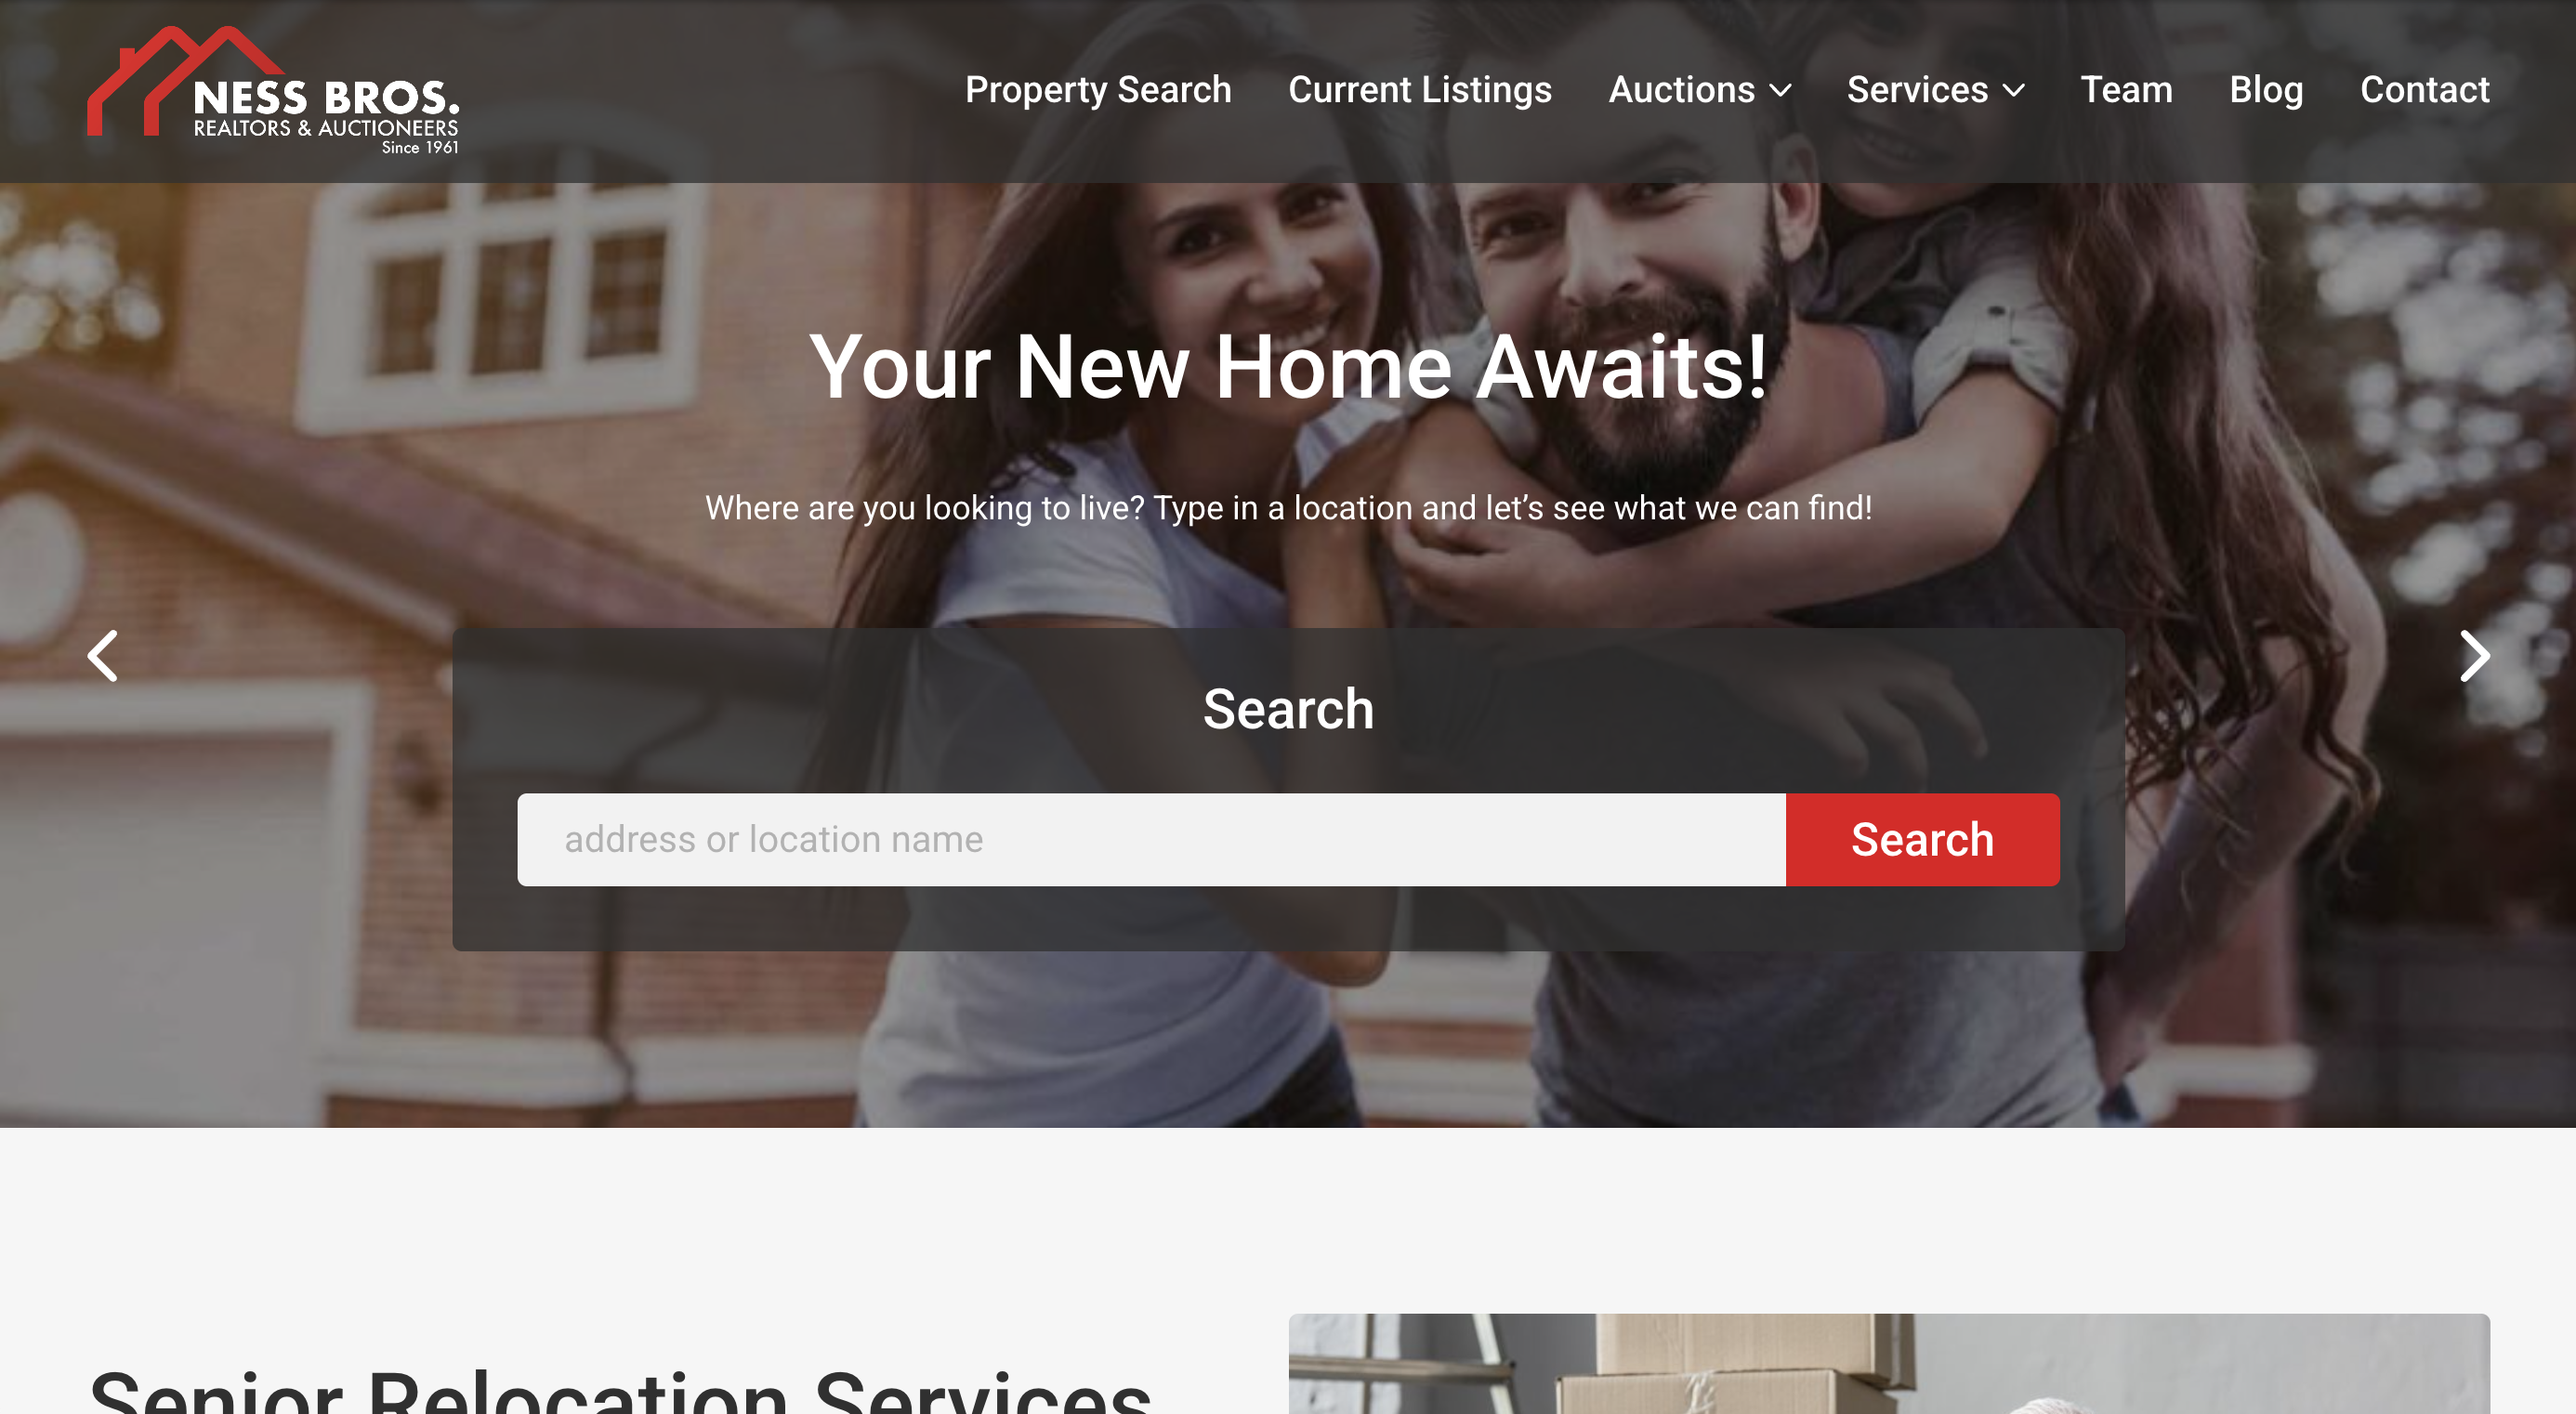 NESS BROS.
REALTORS & AUCTIONEERS
Since 1961
Property Search Current Listings Auctions Services Team Blog Contact
Your New Home Awaits!
Where are you looking to live? Type in a location and let’s see what we can find!
Search
address or location name Search
Senior Relocation Services